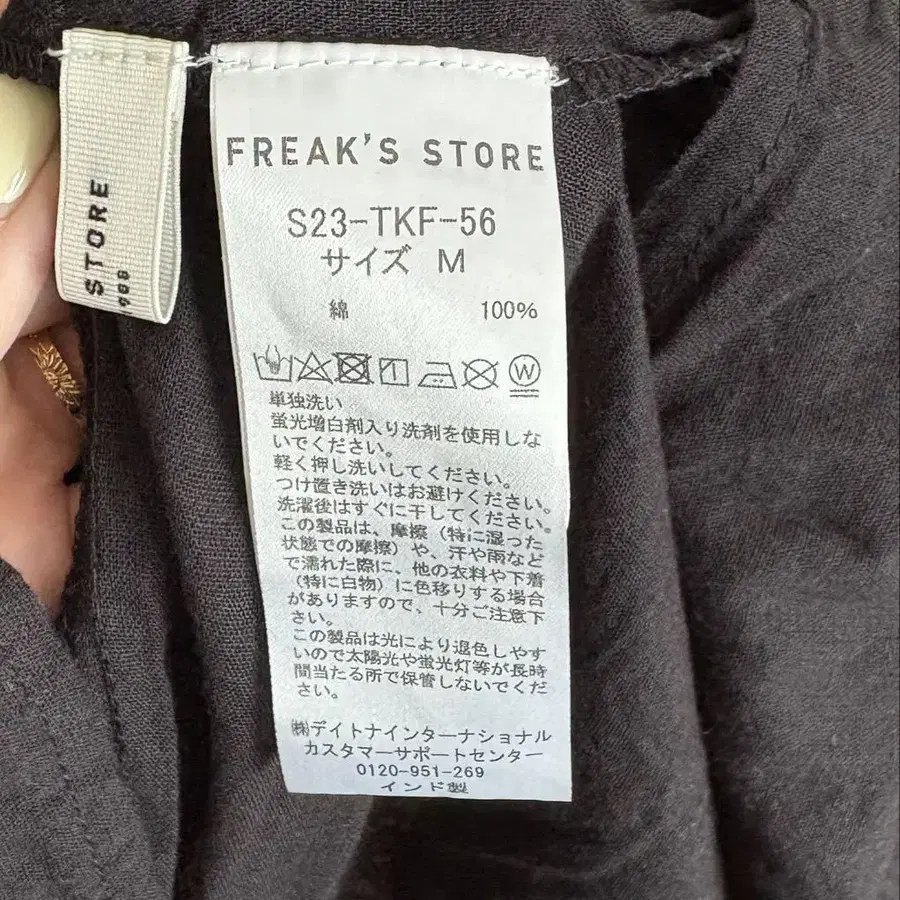 STORE
1988
FREAK'S STORE
S23-TKF-56
サイズ M
綿 100%
W
単独洗い
蛍光増白剤入り洗剤を使用しな
いでください。
軽く押し洗いしてください。
つけ置き洗いはお避けください。
洗濯後はすぐに干してください。
この製品は、摩擦（特に湿った
状態での摩擦）や、汗や雨など
で濡れた際に、他の衣料や下着
（特に白物）に色移りする場合
がありますので、十分ご注意下
さい。
この製品は光により退色しやす
いので太陽光や蛍光灯等が長時
間当たる所で保管しないでくだ
さい。
㈱デイトナインターナショナル
カスタマーサポートセンター
0120-951-269
インド製